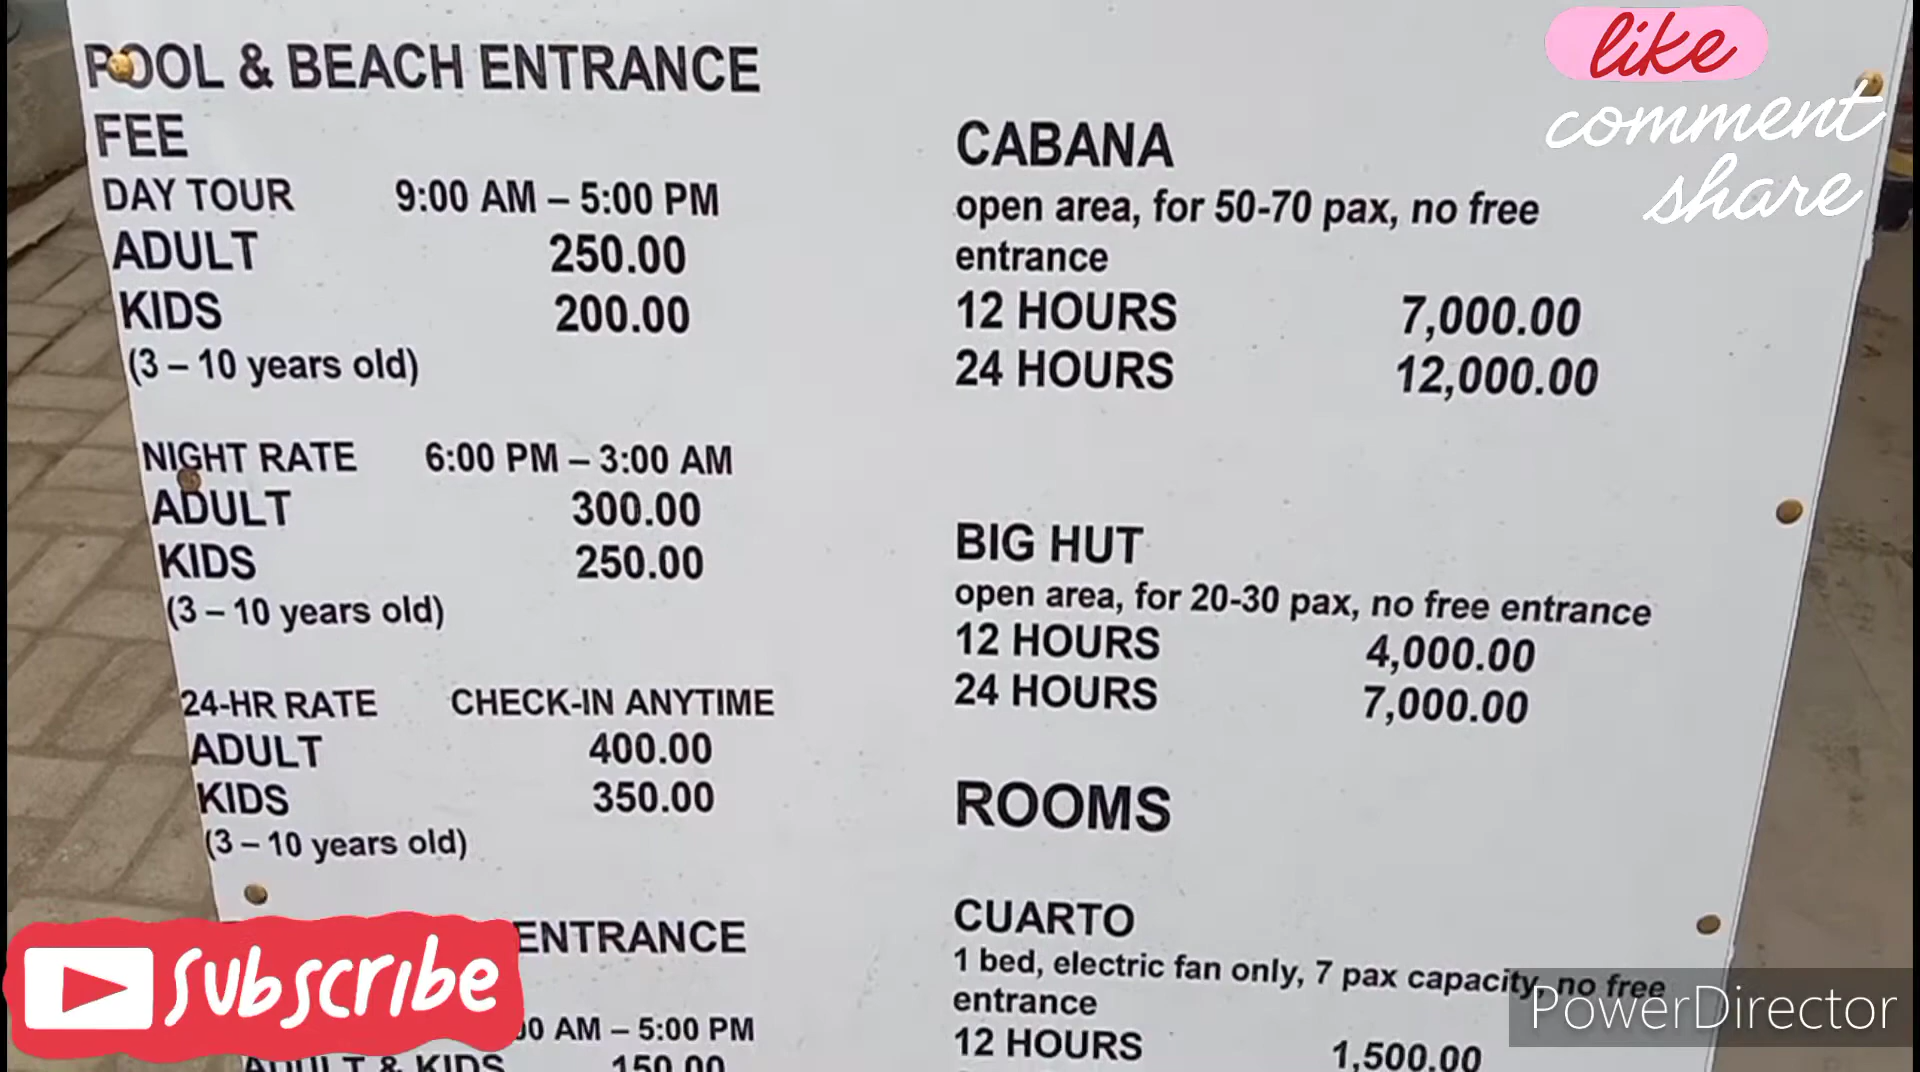 POOL & BEACH ENTRANCE
FEE
DAY TOUR 9:00 AM – 5:00 PM
ADULT 250.00
KIDS 200.00
(3 – 10 years old)
NIGHT RATE 6:00 PM – 3:00 AM
ADULT 300.00
KIDS 250.00
(3 – 10 years old)
24-HR RATE CHECK-IN ANYTIME
ADULT 400.00
KIDS 350.00
(3 – 10 years old)
ENTRANCE
00 AM – 5:00 PM
ADULT & KIDS 150.00
CABANA
open area, for 50-70 pax, no free
entrance
12 HOURS 7,000.00
24 HOURS 12,000.00
BIG HUT
open area, for 20-30 pax, no free entrance
12 HOURS 4,000.00
24 HOURS 7,000.00
ROOMS
CUARTO
1 bed, electric fan only, 7 pax capacity, no free
entrance
12 HOURS 1,500.00
like
comment
share
Subscribe
PowerDirector